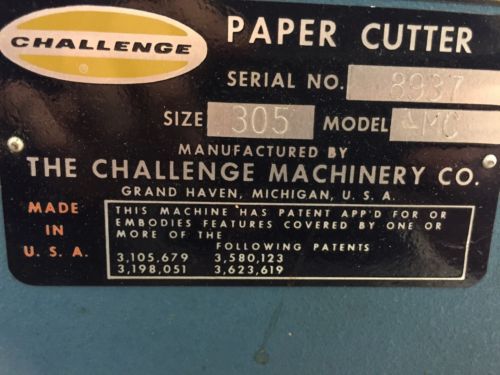 CHALLENGE
PAPER CUTTER
SERIAL NO. 8937
SIZE 305 MODEL MC
MANUFACTURED BY
THE CHALLENGE MACHINERY CO.
GRAND HAVEN, MICHIGAN, U. S. A.
MADE
IN
U. S. A.
THIS MACHINE HAS PATENT APP'D FOR OR
EMBODIES FEATURES COVERED BY ONE OR
MORE OF THE
FOLLOWING PATENTS
3,105,679 3,580,123
3,198,051 3,623,619